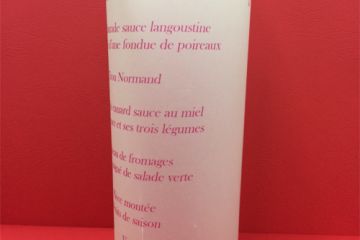 sauce langoustine
fondue de poireaux
Normand
sauce au miel
et ses trois légumes
de fromages
de salade verte
montée
de saison